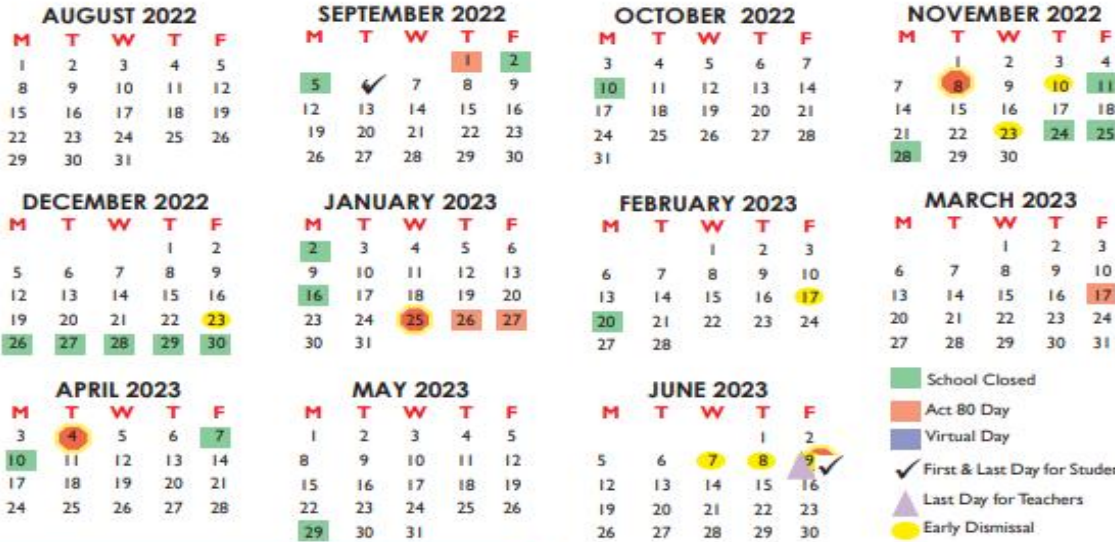 AUGUST 2022
M T W T F
1 2 3 4 5
8 9 10 11 12
15 16 17 18 19
22 23 24 25 26
29 30 31
SEPTEMBER 2022
M T W T F
1 2
5 7 8 9
12 13 14 15 16
19 20 21 22 23
26 27 28 29 30
OCTOBER 2022
M T W T F
3 4 5 6 7
10 11 12 13 14
17 18 19 20 21
24 25 26 27 28
31
NOVEMBER 2022
M T W T F
1 2 3 4
7 8 9 10 11
14 15 16 17 18
21 22 23 24 25
28 29 30
DECEMBER 2022
M T W T F
1 2
5 6 7 8 9
12 13 14 15 16
19 20 21 22 23
26 27 28 29 30
JANUARY 2023
M T W T F
2 3 4 5 6
9 10 11 12 13
16 17 18 19 20
23 24 25 26 27
30 31
FEBRUARY 2023
M T W T F
1 2 3
6 7 8 9 10
13 14 15 16 17
20 21 22 23 24
27 28
MARCH 2023
M T W T F
1 2 3
6 7 8 9 10
13 14 15 16 17
20 21 22 23 24
27 28 29 30 31
APRIL 2023
M T W T F
3 4 5 6 7
10 11 12 13 14
17 18 19 20 21
24 25 26 27 28
MAY 2023
M T W T F
1 2 3 4 5
8 9 10 11 12
15 16 17 18 19
22 23 24 25 26
29 30 31
JUNE 2023
M T W T F
1 2
5 6 7 8 9
12 13 14 15 16
19 20 21 22 23
26 27 28 29 30
School Closed
Act 80 Day
Virtual Day
First & Last Day for Studen
Last Day for Teachers
Early Dismissal